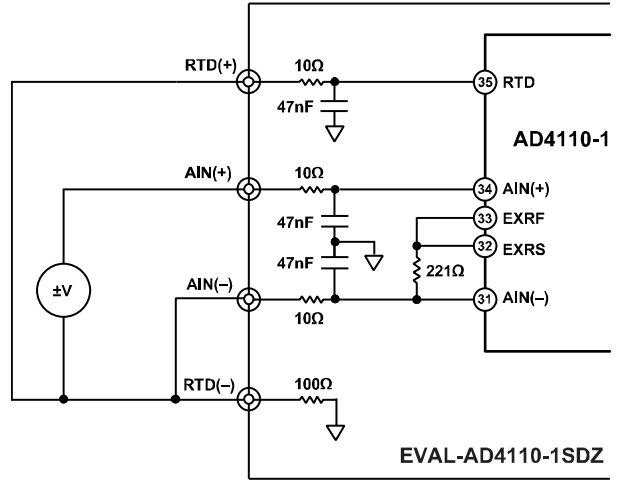 RTD(+)
10Ω
47nF
35 RTD
AD4110-1
AIN(+)
10Ω
34 AIN(+)
47nF
33 EXRF
32 EXRS
47nF
221Ω
±V
AIN(–)
10Ω
31 AIN(–)
RTD(–)
100Ω
EVAL-AD4110-1SDZ